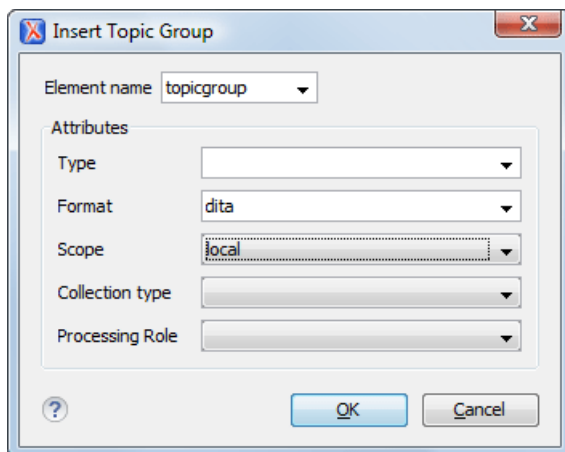 Insert Topic Group
Element name topicgroup
Attributes
Type
Format dita
Scope local
Collection type
Processing Role
? OK Cancel